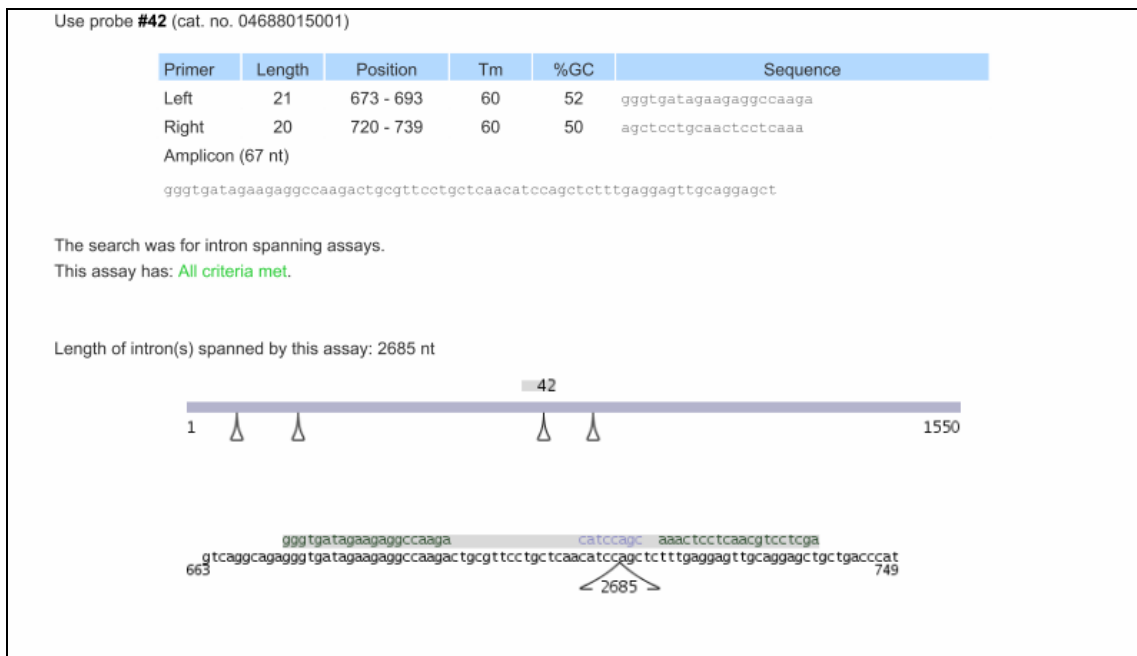 Use probe #42 (cat. no. 04688015001)
Primer Length Position Tm %GC Sequence
Left 21 673 - 693 60 52 gggtgatagaagaggccaaga
Right 20 720 - 739 60 50 agctcctgcaactcctcaaa
Amplicon (67 nt)
gggtgatagaagaggccaagactgcgttcctgctcaacatccagctctttgaggagttgcaggagct
The search was for intron spanning assays.
This assay has: All criteria met.
Length of intron(s) spanned by this assay: 2685 nt
42
1 1550
gggtgatagaagaggccaaga catccagc aaactcctcaacgtcctcga
gtcaggcagagggtgatagaagaggccaagactgcgttcctgctcaacatccagctctttgaggagttgcaggagctgctgacccat
663 749
2685